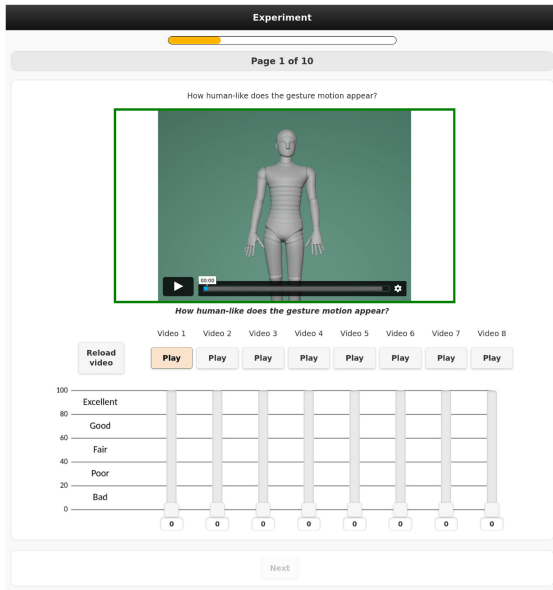 Experiment
Page 1 of 10
How human-like does the gesture motion appear?
00:00
How human-like does the gesture motion appear?
Video 1 Video 2 Video 3 Video 4 Video 5 Video 6 Video 7 Video 8
Reload
video
Play Play Play Play Play Play Play Play
100
Excellent
80
Good
60
Fair
40
Poor
20
Bad
0
0 0 0 0 0 0 0 0
Next